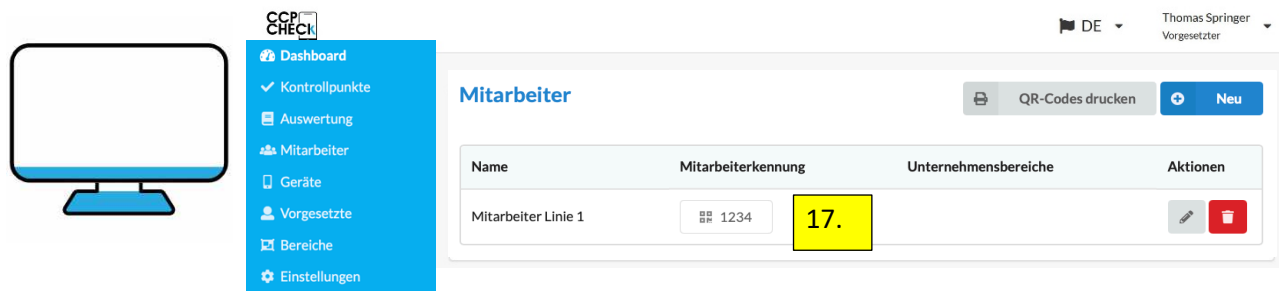 CCP
CHECK
DE
Thomas Springer
Vorgesetzter
Dashboard
Kontrollpunkte
Auswertung
Mitarbeiter
Geräte
Vorgesetzte
Bereiche
Einstellungen
Mitarbeiter
QR-Codes drucken
Neu
Name Mitarbeiterkennung Unternehmensbereiche Aktionen
Mitarbeiter Linie 1 1234 17.